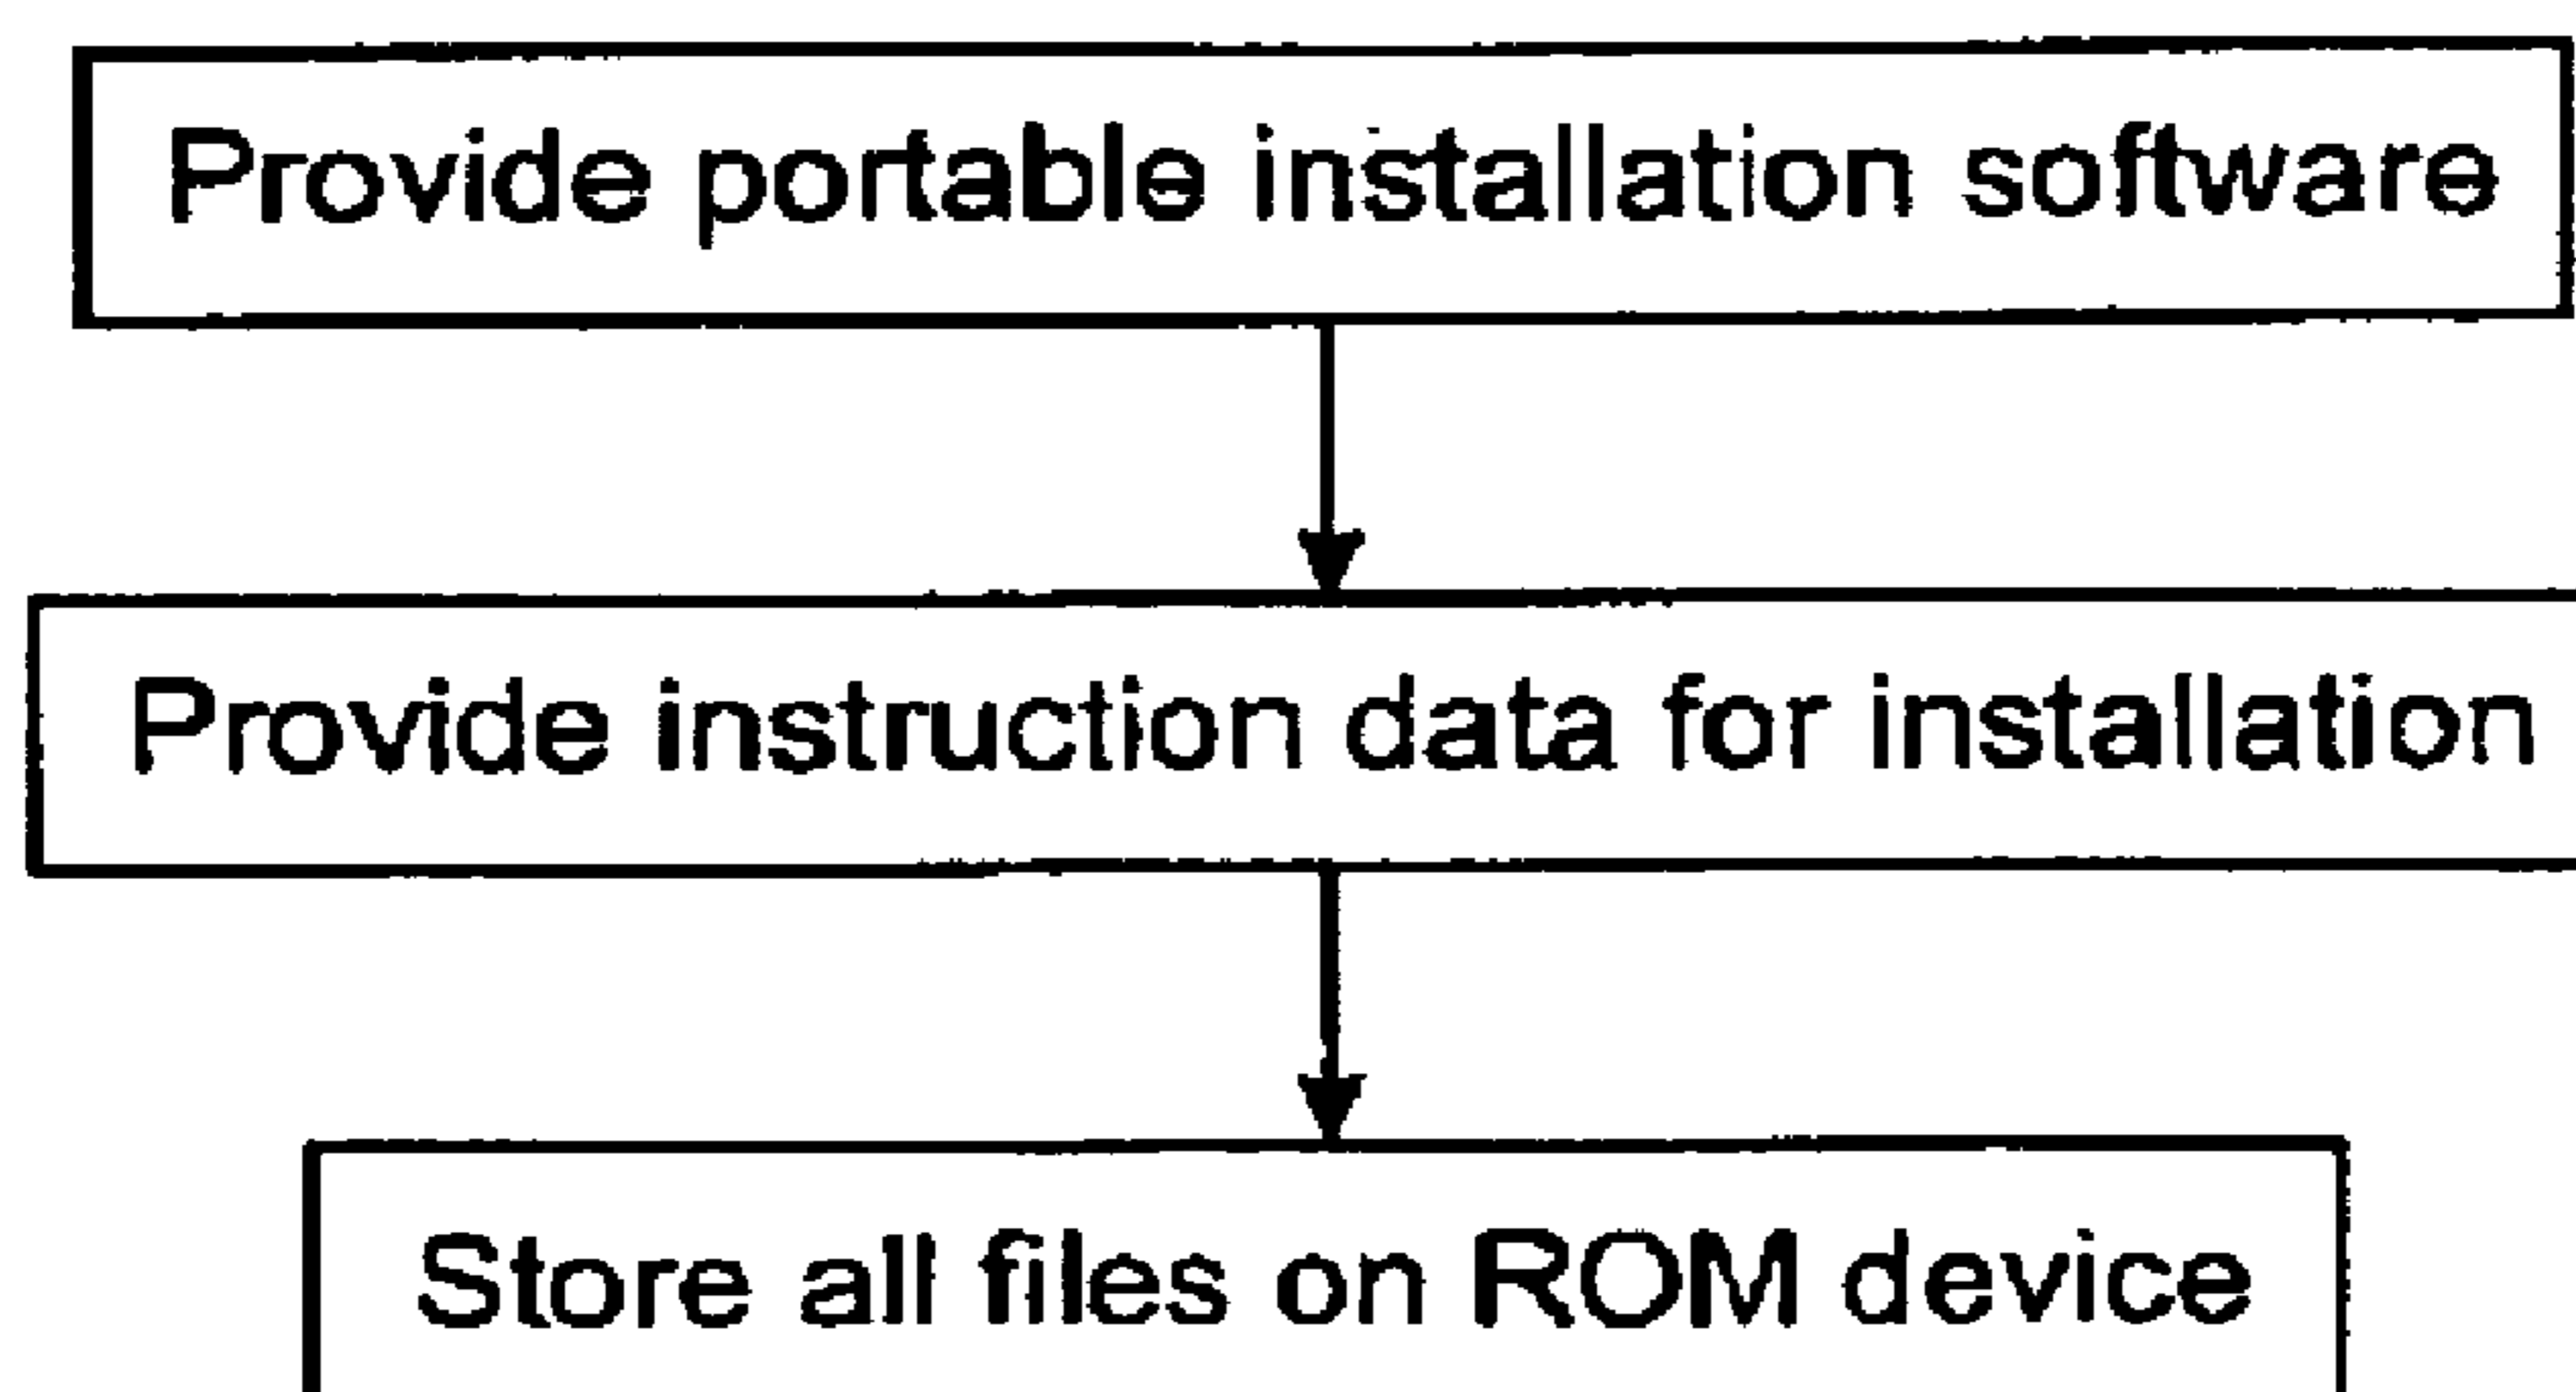 Provide portable installation software
Provide instruction data for installation
Store all files on ROM device